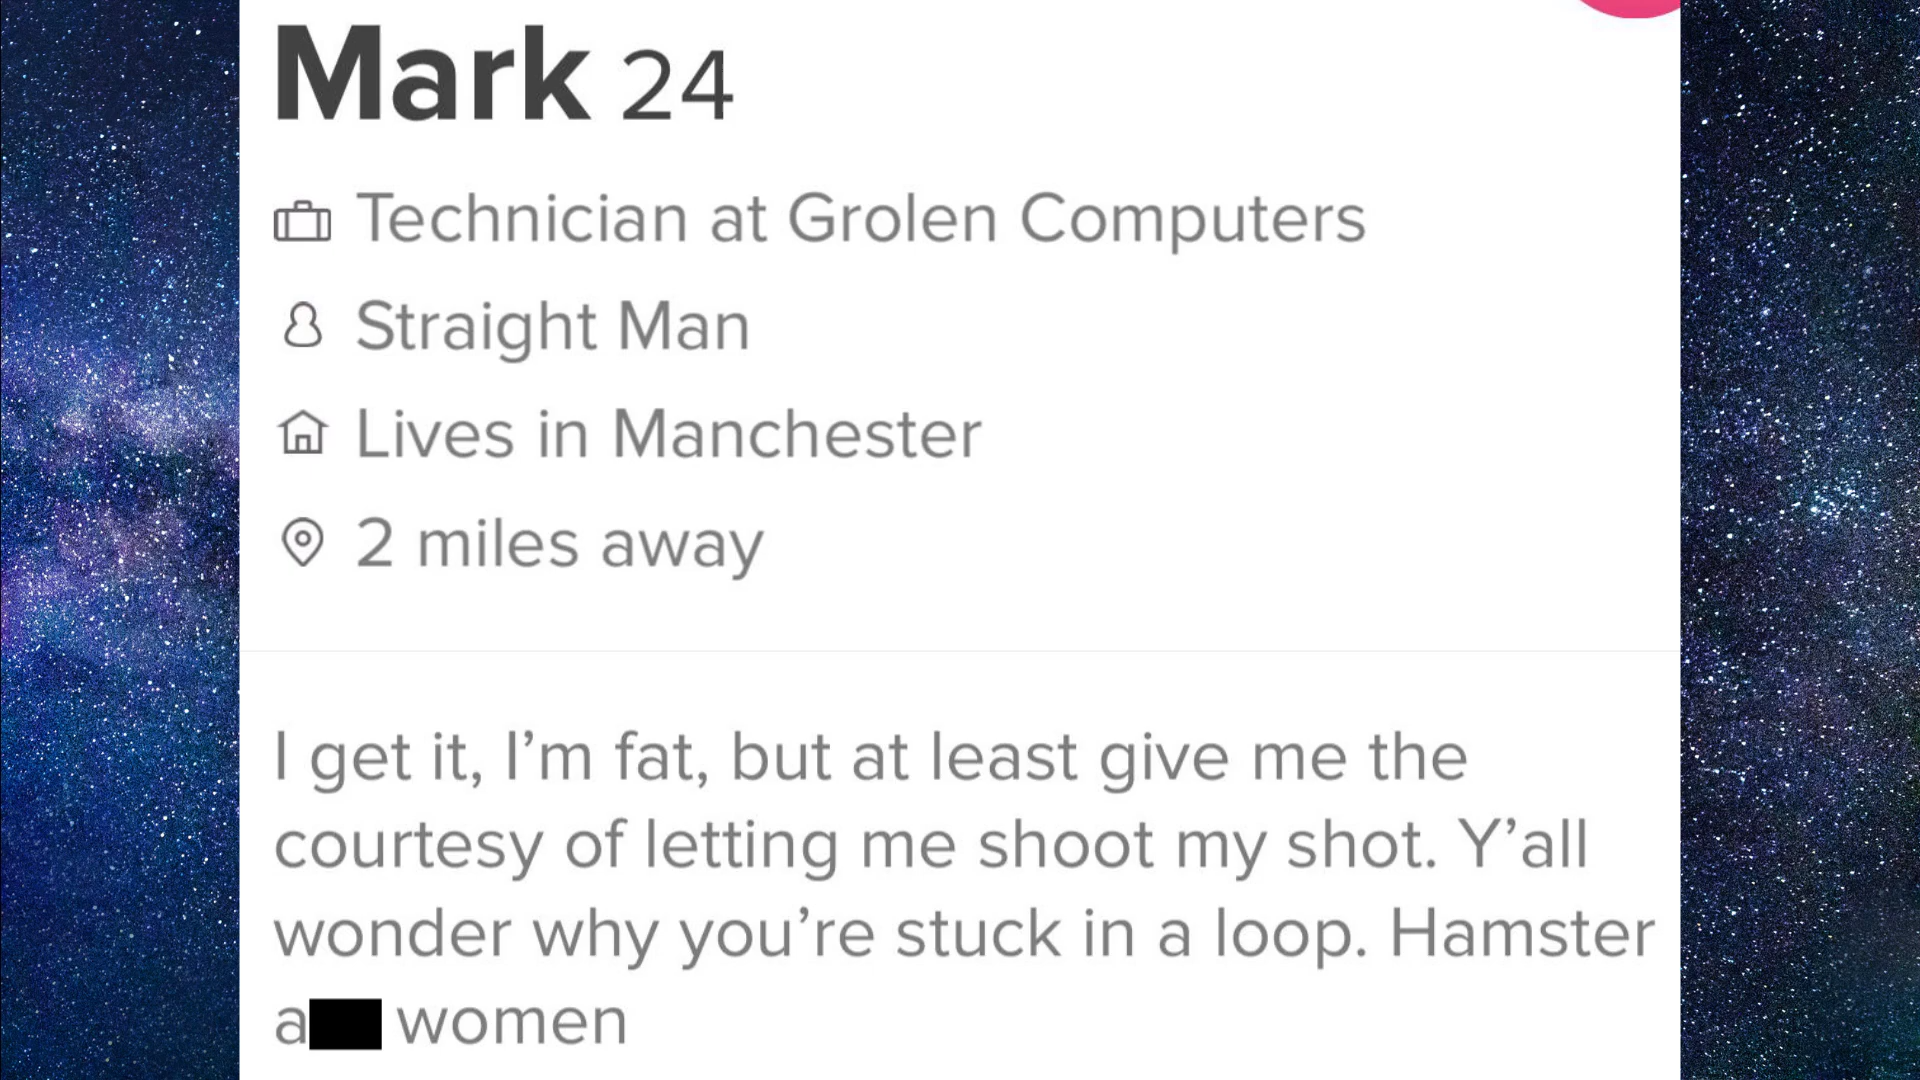 Mark 24
Technician at Grolen Computers
Straight Man
Lives in Manchester
2 miles away
I get it, I’m fat, but at least give me the
courtesy of letting me shoot my shot. Y’all
wonder why you’re stuck in a loop. Hamster
a women